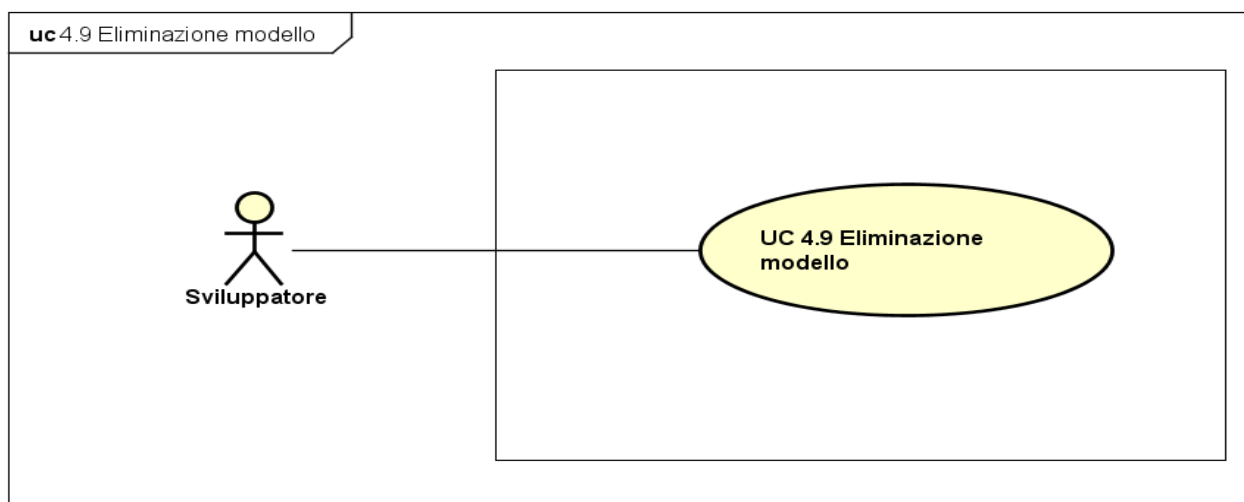 uc 4.9 Eliminazione modello
UC 4.9 Eliminazione
modello
Sviluppatore